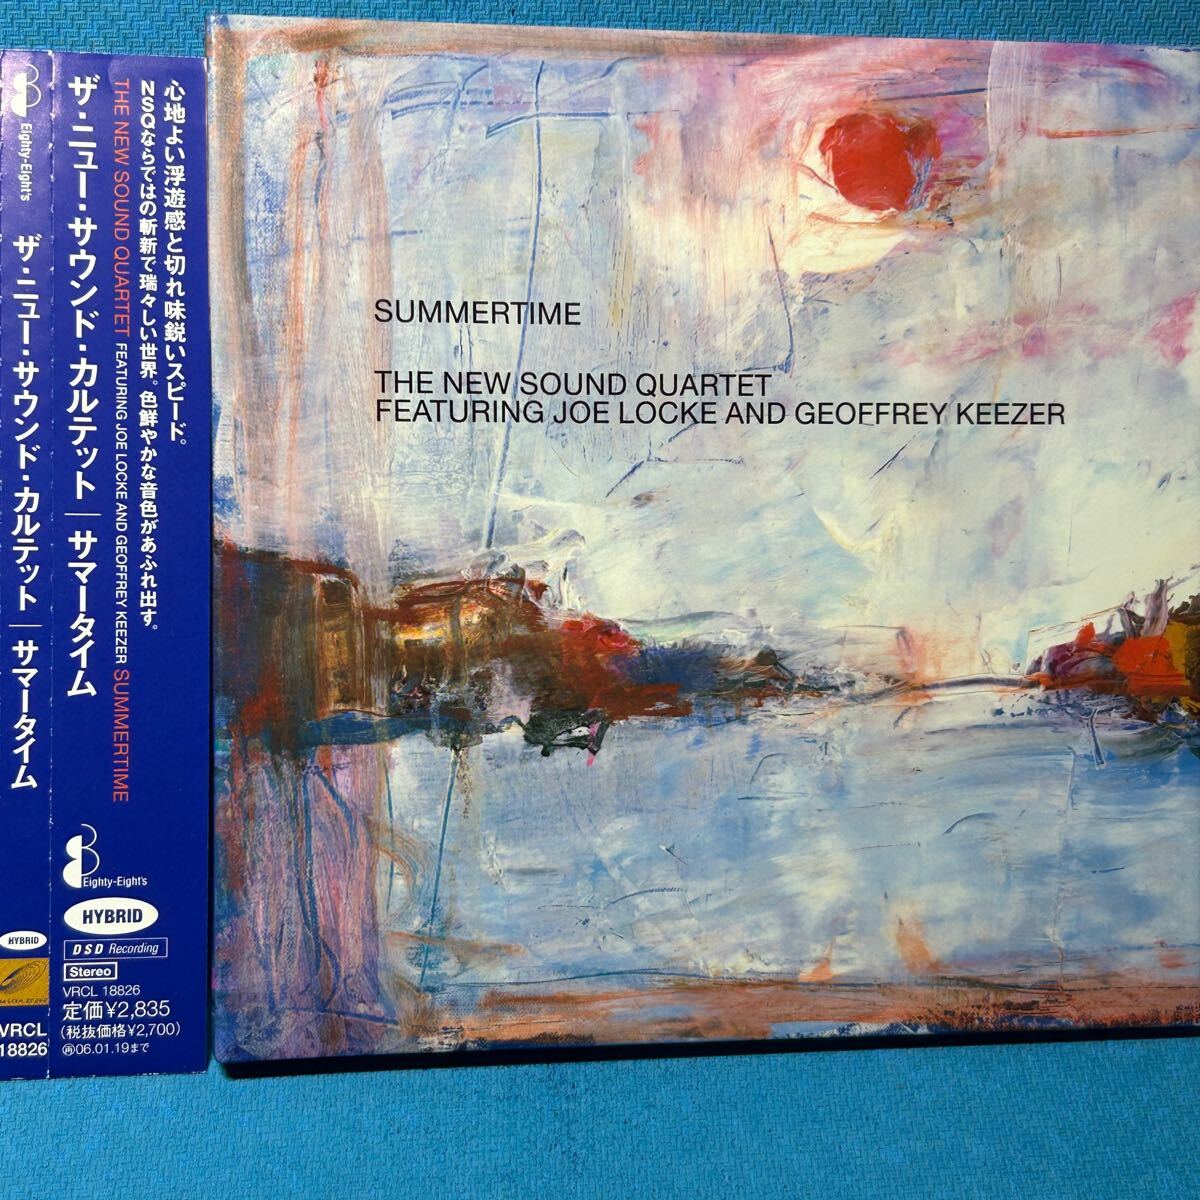 Eighty-Eight's
ザ・ニュー・サウンド・カルテット｜サマータイム
HYBRID
VRCL
18826
心地よい浮遊感と切れ味鋭いスピード。
NSQならではの斬新で瑞々しい世界。色鮮やかな音色があふれ出す。
THE NEW SOUND QUARTET FEATURING JOE LOCKE AND GEOFFREY KEEZER SUMMERTIME
ザ・ニュー・サウンド・カルテット｜サマータイム
Eighty-Eight's
HYBRID
DSD Recording
Stereo
VRCL 18826
定価¥2,835
(税抜価格¥2,700)
㊢06.01.19まで
SUMMERTIME
THE NEW SOUND QUARTET
FEATURING JOE LOCKE AND GEOFFREY KEEZER